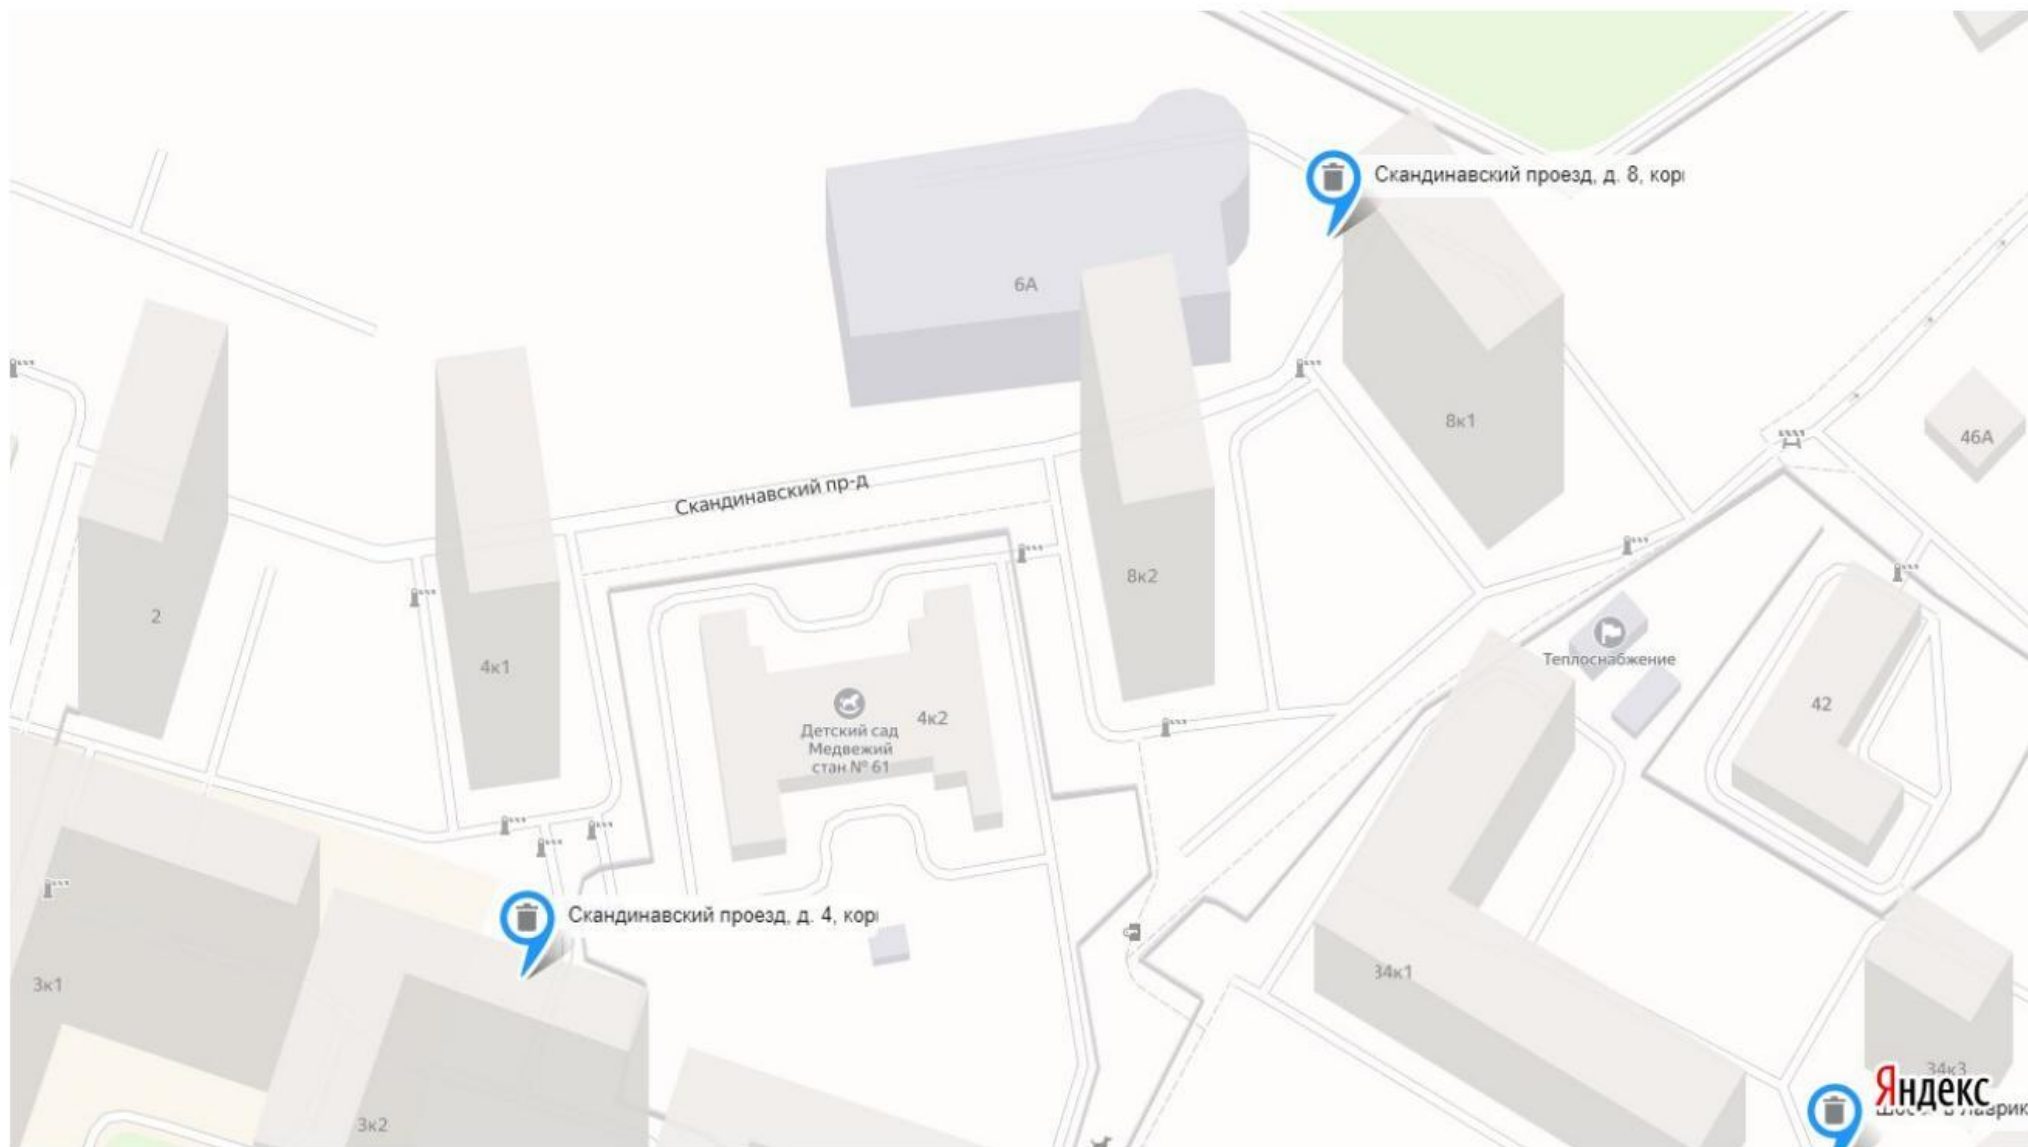 Скандинавский проезд, д. 8, кор
6А
8к1
46А
Скандинавский пр-д
8к2
2
4к1
Теплоснабжение
42
4к2
Детский сад
Медвежий
стан № 61
Скандинавский проезд, д. 4, кор
3к1
34к1
34к3
Яндекс
3к2